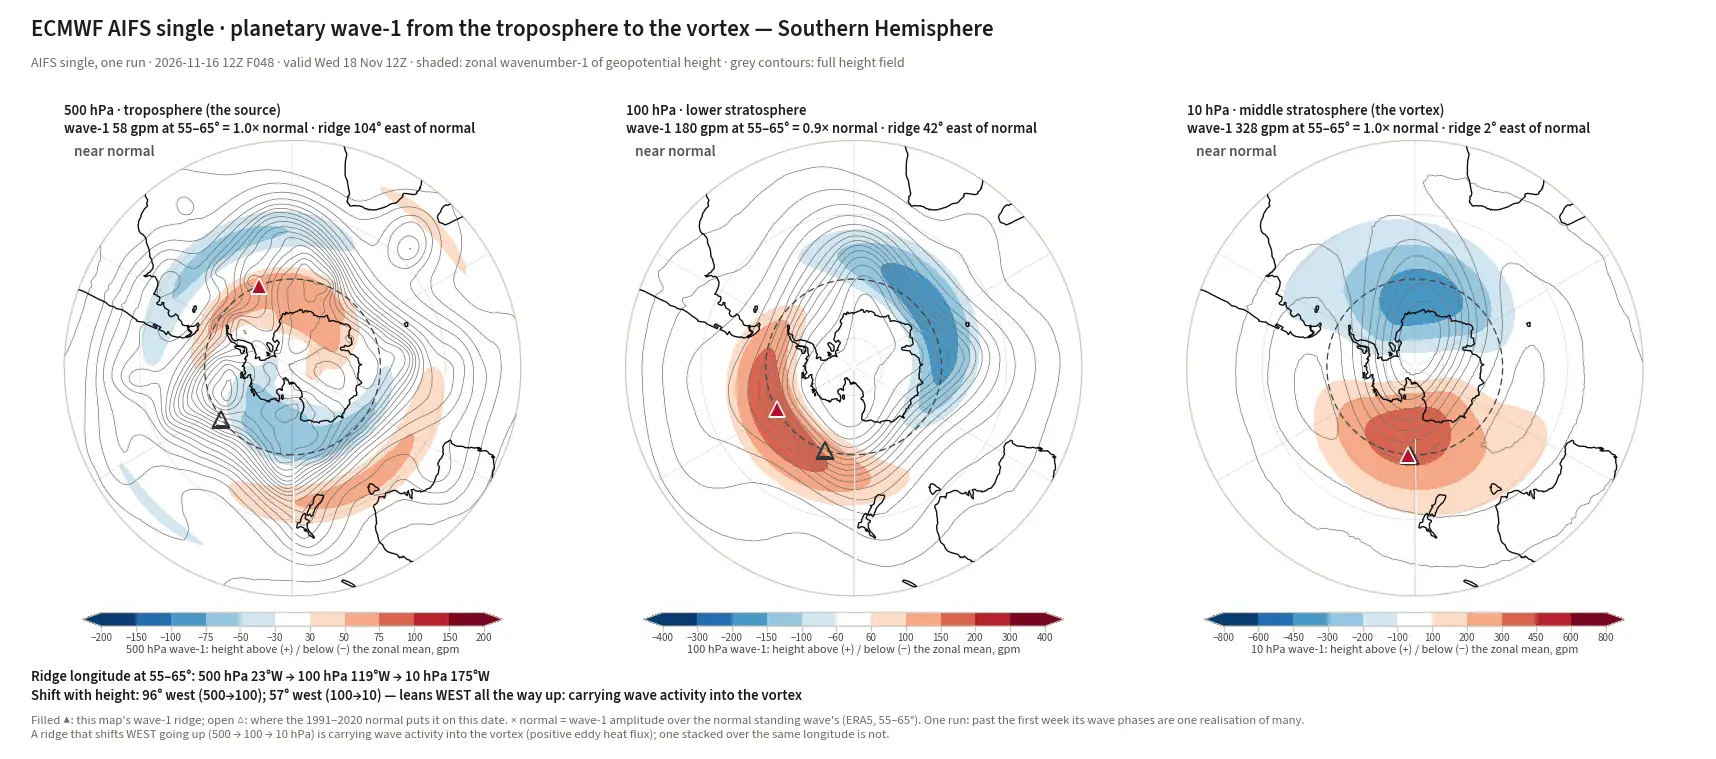 ECMWF AIFS single · planetary wave-1 from the troposphere to the vortex — Southern Hemisphere
AIFS single, one run · 2026-11-16 12Z F048 · valid Wed 18 Nov 12Z · shaded: zonal wavenumber-1 of geopotential height · grey contours: full height field
500 hPa · troposphere (the source)
wave-1 58 gpm at 55–65° = 1.0× normal · ridge 104° east of normal
near normal
100 hPa · lower stratosphere
wave-1 180 gpm at 55–65° = 0.9× normal · ridge 42° east of normal
near normal
10 hPa · middle stratosphere (the vortex)
wave-1 328 gpm at 55–65° = 1.0× normal · ridge 2° east of normal
near normal
−200 −150 −100 −75 −50 −30 30 50 75 100 150 200
500 hPa wave-1: height above (+) / below (−) the zonal mean, gpm
−400 −300 −200 −150 −100 −60 60 100 150 200 300 400
100 hPa wave-1: height above (+) / below (−) the zonal mean, gpm
−800 −600 −450 −300 −200 −100 100 200 300 450 600 800
10 hPa wave-1: height above (+) / below (−) the zonal mean, gpm
Ridge longitude at 55–65°: 500 hPa 23°W → 100 hPa 119°W → 10 hPa 175°W
Shift with height: 96° west (500→100); 57° west (100→10) — leans WEST all the way up: carrying wave activity into the vortex
Filled ▲: this map's wave-1 ridge; open △: where the 1991–2020 normal puts it on this date. × normal = wave-1 amplitude over the normal standing wave's (ERA5, 55–65°). One run: past the first week its wave phases are one realisation of many.
A ridge that shifts WEST going up (500 → 100 → 10 hPa) is carrying wave activity into the vortex (positive eddy heat flux); one stacked over the same longitude is not.